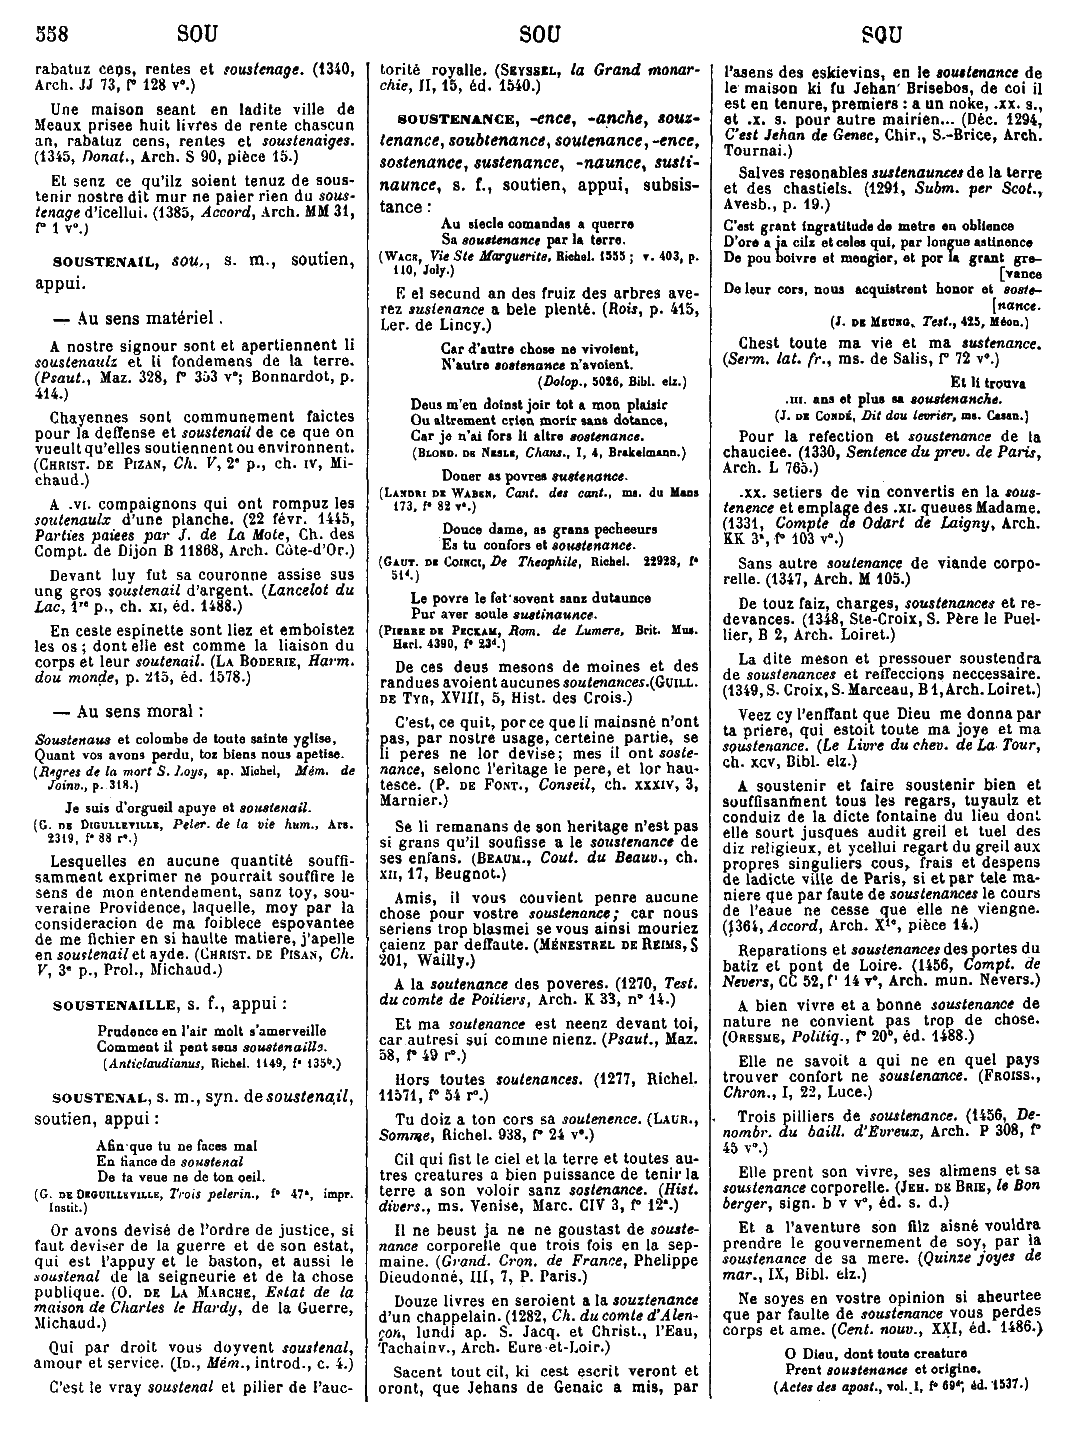 558
SOU
SOU
SOU
rabatuz cens, rentes et soustenage. (1340,
Arch. JJ 73, f° 128 v°.)
Une maison seant en ladite ville de
Meaux prisee huit livres de rente chascun
an, rabatuz cens, rentes et soustenaiges.
(1345, Donat., Arch. S 90, pièce 15.)
Et senz ce qu'ilz soient tenuz de sous-
tenir nostre dit mur ne paier rien du sous-
tenage d'icellui. (1385, Accord, Arch. MM 31,
f° 1 v°.)
SOUSTENAIL, sou., s. m., soutien,
appui.
— Au sens matériel.
A nostre signour sont et apertiennent li
soustenaulz et li fondemens de la terre.
(Psaut., Maz. 328, f° 353 v°; Bonnardot, p.
414.)
Chayennes sont communement faictes
pour la deffense et soustenail de ce que on
vueult qu'elles soustiennent ou environnent.
(CHRIST. DE PIZAN, Ch. V, 2° p., ch. IV, Mi-
chaud.)
A .VI. compaignons qui ont rompuz les
soutenaulx d'une planche. (22 févr. 1445,
Parties paiees par J. de La Mote, Ch. des
Compt. de Dijon B 11868, Arch. Côte-d'Or.)
Devant luy fut sa couronne assise sus
ung gros soustenail d'argent. (Lancelot du
Lac, 1re p., ch. XI, éd. 1488.)
En ceste espinette sont liez et emboistez
les os; dont elle est comme la liaison du
corps et leur soutenail. (LA BODERIE, Harm.
dou monde, p. 215, éd. 1578.)
— Au sens moral :
Soustenaus et colombe de toute sainte yglise,
Quant vos avons perdu, toz biens nous apetise.
(Regres de la mort S. Loys, ap. Michel, Mém. de
Joinv., p. 318.)
Je suis d'orgueil apuye et soustenail.
(G. DE DIGULLEVILLE, Peler. de la vie hum., Ars.
2319, f° 88 r°.)
Lesquelles en aucune quantité souffi-
samment exprimer ne pourrait souffire le
sens de mon entendement, sanz toy, sou-
veraine Providence, laquelle, moy par la
consideracion de ma foiblece espovantee
de me fichier en si haulte matiere, j'apelle
en soustenail et ayde. (CHRIST. DE PISAN, Ch.
V, 3° p., Prol., Michaud.)
SOUSTENAILLE, s. f., appui :
Prudence en l'air molt s'amerveille
Comment il pent sens soustenaille.
(Anticlaudianus, Richel. 1149, f° 135b.)
SOUSTENAL, s. m., syn. de soustenail,
soutien, appui :
Afin que tu ne faces mal
En fiance de soustenal
De ta veue ne de ton oeil.
(G. DE DEGUILLEVILLE, Trois pelerin., f° 47a, impr.
Instit.)
Or avons devisé de l'ordre de justice, si
faut deviser de la guerre et de son estat,
qui est l'appuy et le baston, et aussi le
soustenal de la seigneurie et de la chose
publique. (O. DE LA MARCHE, Estat de la
maison de Charles le Hardy, de la Guerre,
Michaud.)
Qui par droit vous doyvent soustenal,
amour et service. (ID., Mém., introd., c. 4.)
C'est le vray soustenal et pilier de l'auc-
torité royalle. (SEYSSEL, la Grand monar-
chie, II, 15, éd. 1540.)
SOUSTENANCE, -ence, -anche, souz-
tenance, soubtenance, soutenance, -ence,
sostenance, sustenance, -naunce, susti-
naunce, s. f., soutien, appui, subsis-
tance :
Au siecle comandas a querre
Sa soustenance par la terre.
(WACE, Vie Ste Marguerite, Richel. 1555; v. 403, p.
110, Joly.)
E el secund an des fruiz des arbres ave-
rez sustenance a bele plenté. (Rois, p. 415,
Ler. de Lincy.)
Car d'autre chose ne vivoient,
N'autre sostenance n'avoient.
(Dolop., 5026, Bibl. elz.)
Deus m'en doinst joir tot a mon plaisir
Ou altrement crien morir sans dotance,
Car je n'ai fors li altre sostenance.
(BLOND. DE NESLE, Chans., I, 4, Brakelmann.)
Doner as povres sustenance.
(LANDRI DE WABEN, Cant. des cant., ms. du Mans
173, f° 82 v°.)
Douce dame, as grans pecheeurs
Es tu confors et soustenance.
(GAUT. DE COINCI, De Theophile, Richel. 22928, f°
51d.)
Le povre le fet sovent sanz dutaunce
Pur aver soule sustinaunce.
(PIERRE DE PECKAM, Rom. de Lumere, Brit. Mus.
Harl. 4390, f° 23d.)
De ces deus mesons de moines et des
randues avoient aucunes soutenances. (GUILL.
DE TYR, XVIII, 5, Hist. des Crois.)
C'est, ce quit, por ce que li mainsné n'ont
pas, par nostre usage, certeine partie, se
li peres ne lor devise; mes il ont soste-
nance, selonc l'eritage le pere, et lor hau-
tesce. (P. DE FONT., Conseil, ch. XXXIV, 3,
Marnier.)
Se li remanans de son heritage n'est pas
si grans qu'il soufisse a le soustenance de
ses enfans. (BEAUM., Cout. du Beauv., ch.
XII, 17, Beugnot.)
Amis, il vous couvient penre aucune
chose pour vostre soustenance; car nous
seriens trop blasmei se vous ainsi mouriez
çaienz par deffaute. (MÉNESTREL DE REIMS, §
201, Wailly.)
A la soutenance des poveres. (1270, Test.
du comte de Poitiers, Arch. K 33, n° 14.)
Et ma soutenance est neenz devant toi,
car autresi sui comme nienz. (Psaut., Maz.
58, f° 49 r°.)
Hors toutes soutenances. (1277, Richel.
11571, f° 54 r°.)
Tu doiz a ton cors sa soutenence. (LAUR.,
Somme, Richel. 938, f° 24 v°.)
Cil qui fist le ciel et la terre et toutes au-
tres creatures a bien puissance de tenir la
terre a son voloir sanz sostenance. (Hist.
divers., ms. Venise, Marc. CIV 3, f° 12a.)
Il ne beust ja ne ne goustast de souste-
nance corporelle que trois fois en la sep-
maine. (Grand. Cron. de France, Phelippe
Dieudonné, III, 7, P. Paris.)
Douze livres en seroient a la souztenance
d'un chappelain. (1282, Ch. du comte d'Alen-
çon, lundi ap. S. Jacq. et Christ., l'Eau,
Tachainv., Arch. Eure-et-Loir.)
Sacent tout cil, ki cest escrit veront et
oront, que Jehans de Genaic a mis, par
l'asens des eskievins, en le soustenance de
le maison ki fu Jehan Brisebos, de coi il
est en tenure, premiers : a un noke, .xx. s.,
et .x. s. pour autre mairien... (Déc. 1294,
C'est Jehan de Genec, Chir., S.-Brice, Arch.
Tournai.)
Salves resonables sustenaunces de la terre
et des chastiels. (1291, Subm. per Scot.,
Avesb., p. 19.)
C'est grant ingratitude de metre en oblience
D'ore a ja cilz et celes qui, par longue astinence
De pou boivre et mengier, et por la grant gre-
[vance
De leur cors, nous acquistrent honor et soste-
[nance.
(J. DE MEUNG, Test., 425, Méon.)
Chest toute ma vie et ma sustenance.
(Serm. lat. fr., ms. de Salis, f° 72 v°.)
Et li trouva
.III. ans et plus sa soustenanche.
(J. DE CONDÉ, Dit dou levrier, ms. Casan.)
Pour la refection et soustenance de la
chauciee. (1330, Sentence du prev. de Paris,
Arch. L 765.)
.xx. setiers de vin convertis en la sous-
tenence et emplage des .XI. queues Madame.
(1331, Compte de Odart de Laigny, Arch.
KK 3a, f° 103 v°.)
Sans autre soutenance de viande corpo-
relle. (1347, Arch. M 105.)
De touz faiz, charges, soustenances et re-
devances. (1348, Ste-Croix, S. Père le Puel-
lier, B 2, Arch. Loiret.)
La dite meson et pressouer soustendra
de soustenances et reffeccions neccessaire.
(1349, S. Croix, S. Marceau, B 1, Arch. Loiret.)
Veez cy l'enffant que Dieu me donna par
ta priere, qui estoit toute ma joye et ma
soustenance. (Le Livre du chev. de La Tour,
ch. XCV, Bibl. elz.)
A soustenir et faire soustenir bien et
souffisanment tous les regars, tuyaulz et
conduiz de la dicte fontaine du lieu dont
elle sourt jusques audit greil et tuel des
diz religieux, et ycellui regart du greil aux
propres singuliers cous, frais et despens
de ladicte ville de Paris, si et par tele ma-
niere que par faute de soustenances le cours
de l'eaue ne cesse que elle ne viengne.
(1364, Accord, Arch. X1c, pièce 14.)
Reparations et soustenances des portes du
batiz et pont de Loire. (1456, Compt. de
Nevers, CC 52, f° 14 v°, Arch. mun. Nevers.)
A bien vivre et a bonne soustenance de
nature ne convient pas trop de chose.
(ORESME, Politiq., f° 20b, éd. 1488.)
Elle ne savoit a qui ne en quel pays
trouver confort ne soustenance. (FROISS.,
Chron., I, 22, Luce.)
Trois pilliers de soustenance. (1456, De-
nombr. du baill. d'Evreux, Arch. P 308, f°
45 v°.)
Elle prent son vivre, ses alimens et sa
soustenance corporelle. (JEH. DE BRIE, le Bon
berger, sign. b v v°, éd. s. d.)
Et a l'aventure son filz aisné vouldra
prendre le gouvernement de soy, par la
soustenance de sa mere. (Quinze joyes de
mar., IX, Bibl. elz.)
Ne soyes en vostre opinion si aheurtee
que par faulte de soustenance vous perdes
corps et ame. (Cent. nouv., XXI, éd. 1486.)
O Dieu, dont toute creature
Prent soustenance et origine.
(Actes des apost., vol. I, f° 69d, éd. 1537.)